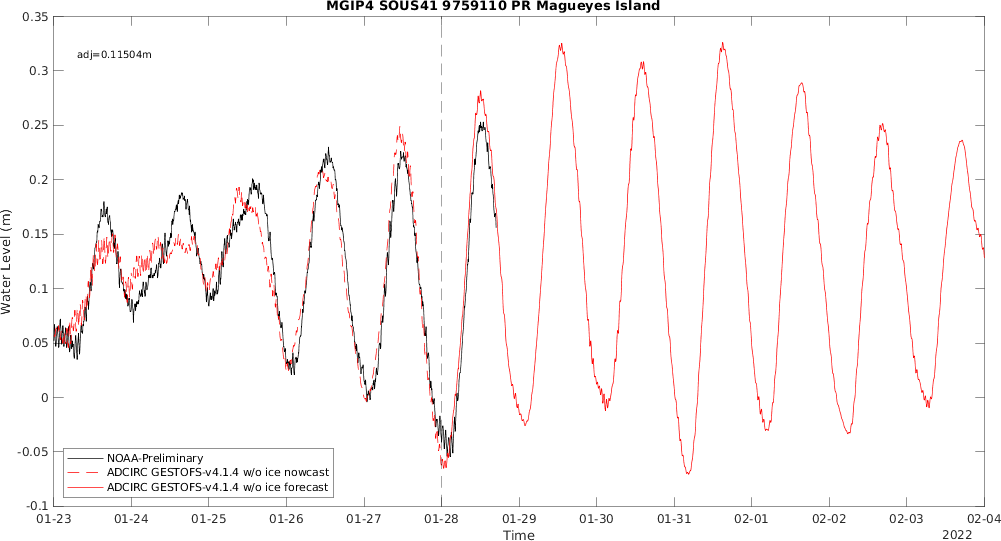 MGIP4 SOUS41 9759110 PR Magueyes Island
0.35
adj=0.11504m
0.3
0.25
0.2
0.15
0.1
0.05
0
-0.05
-0.1
Water Level (m)
NOAA-Preliminary
ADCIRC GESTOFS-v4.1.4 w/o ice nowcast
ADCIRC GESTOFS-v4.1.4 w/o ice forecast
01-23 01-24 01-25 01-26 01-27 01-28 01-29 01-30 01-31 02-01 02-02 02-03 02-04
Time
2022